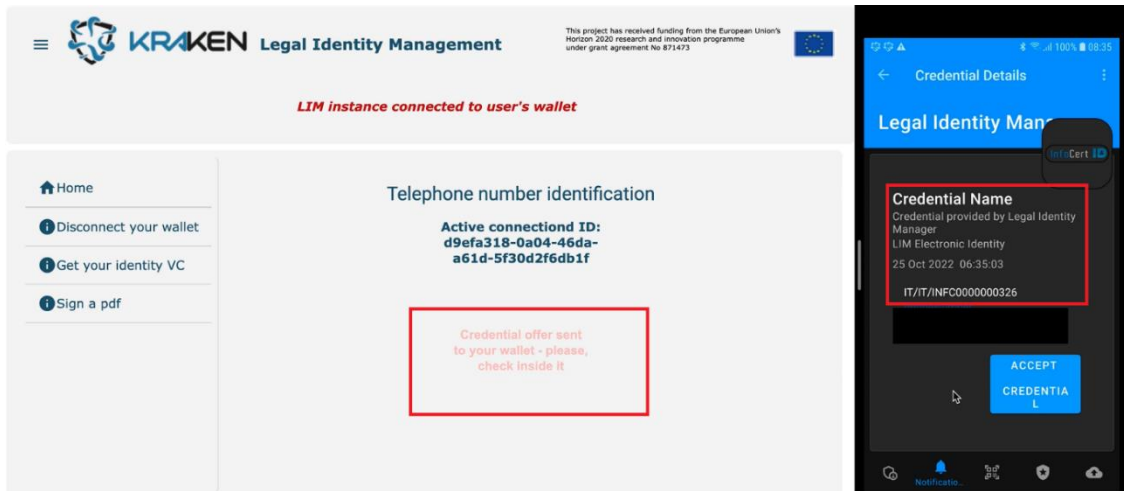 KRAKEN Legal Identity Management
This project has received funding from the European Union's
Horizon 2020 research and innovation programme
under grant agreement No 871473
LIM instance connected to user's wallet
Home
Disconnect your wallet
Get your identity VC
Sign a pdf
Telephone number identification
Active connectiond ID:
d9efa318-0a04-46da-
a61d-5f30d2f6db1f
Credential offer sent
to your wallet - please,
check inside it
100% 08:35
Credential Details
Legal Identity Mana
InfoCert ID
Credential Name
Credential provided by Legal Identity
Manager
LIM Electronic Identity
25 Oct 2022 06:35:03
IT/IT/INFC0000000326
ACCEPT
CREDENTIA
L
Notificatio..